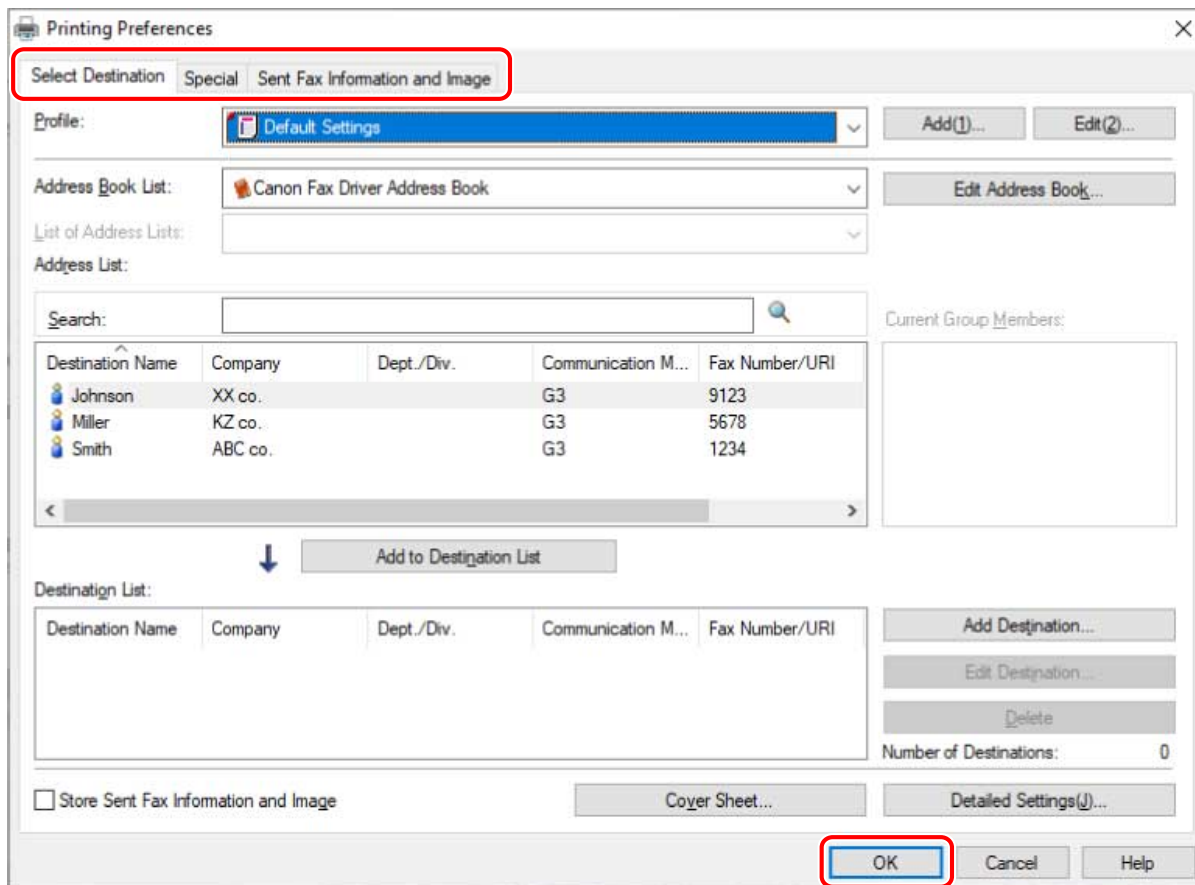 Printing Preferences
Select Destination Special Sent Fax Information and Image
Profile: Default Settings Add(1)... Edit(2)...
Address Book List: Canon Fax Driver Address Book Edit Address Book...
List of Address Lists:
Address List:
Search: Current Group Members:
Destination Name Company Dept./Div. Communication M... Fax Number/URI
Johnson XX co. G3 9123
Miller KZ co. G3 5678
Smith ABC co. G3 1234
Add to Destination List
Destination List:
Destination Name Company Dept./Div. Communication M... Fax Number/URI
Add Destination...
Edit Destination...
Delete
Number of Destinations: 0
Store Sent Fax Information and Image Cover Sheet... Detailed Settings(J)...
OK Cancel Help